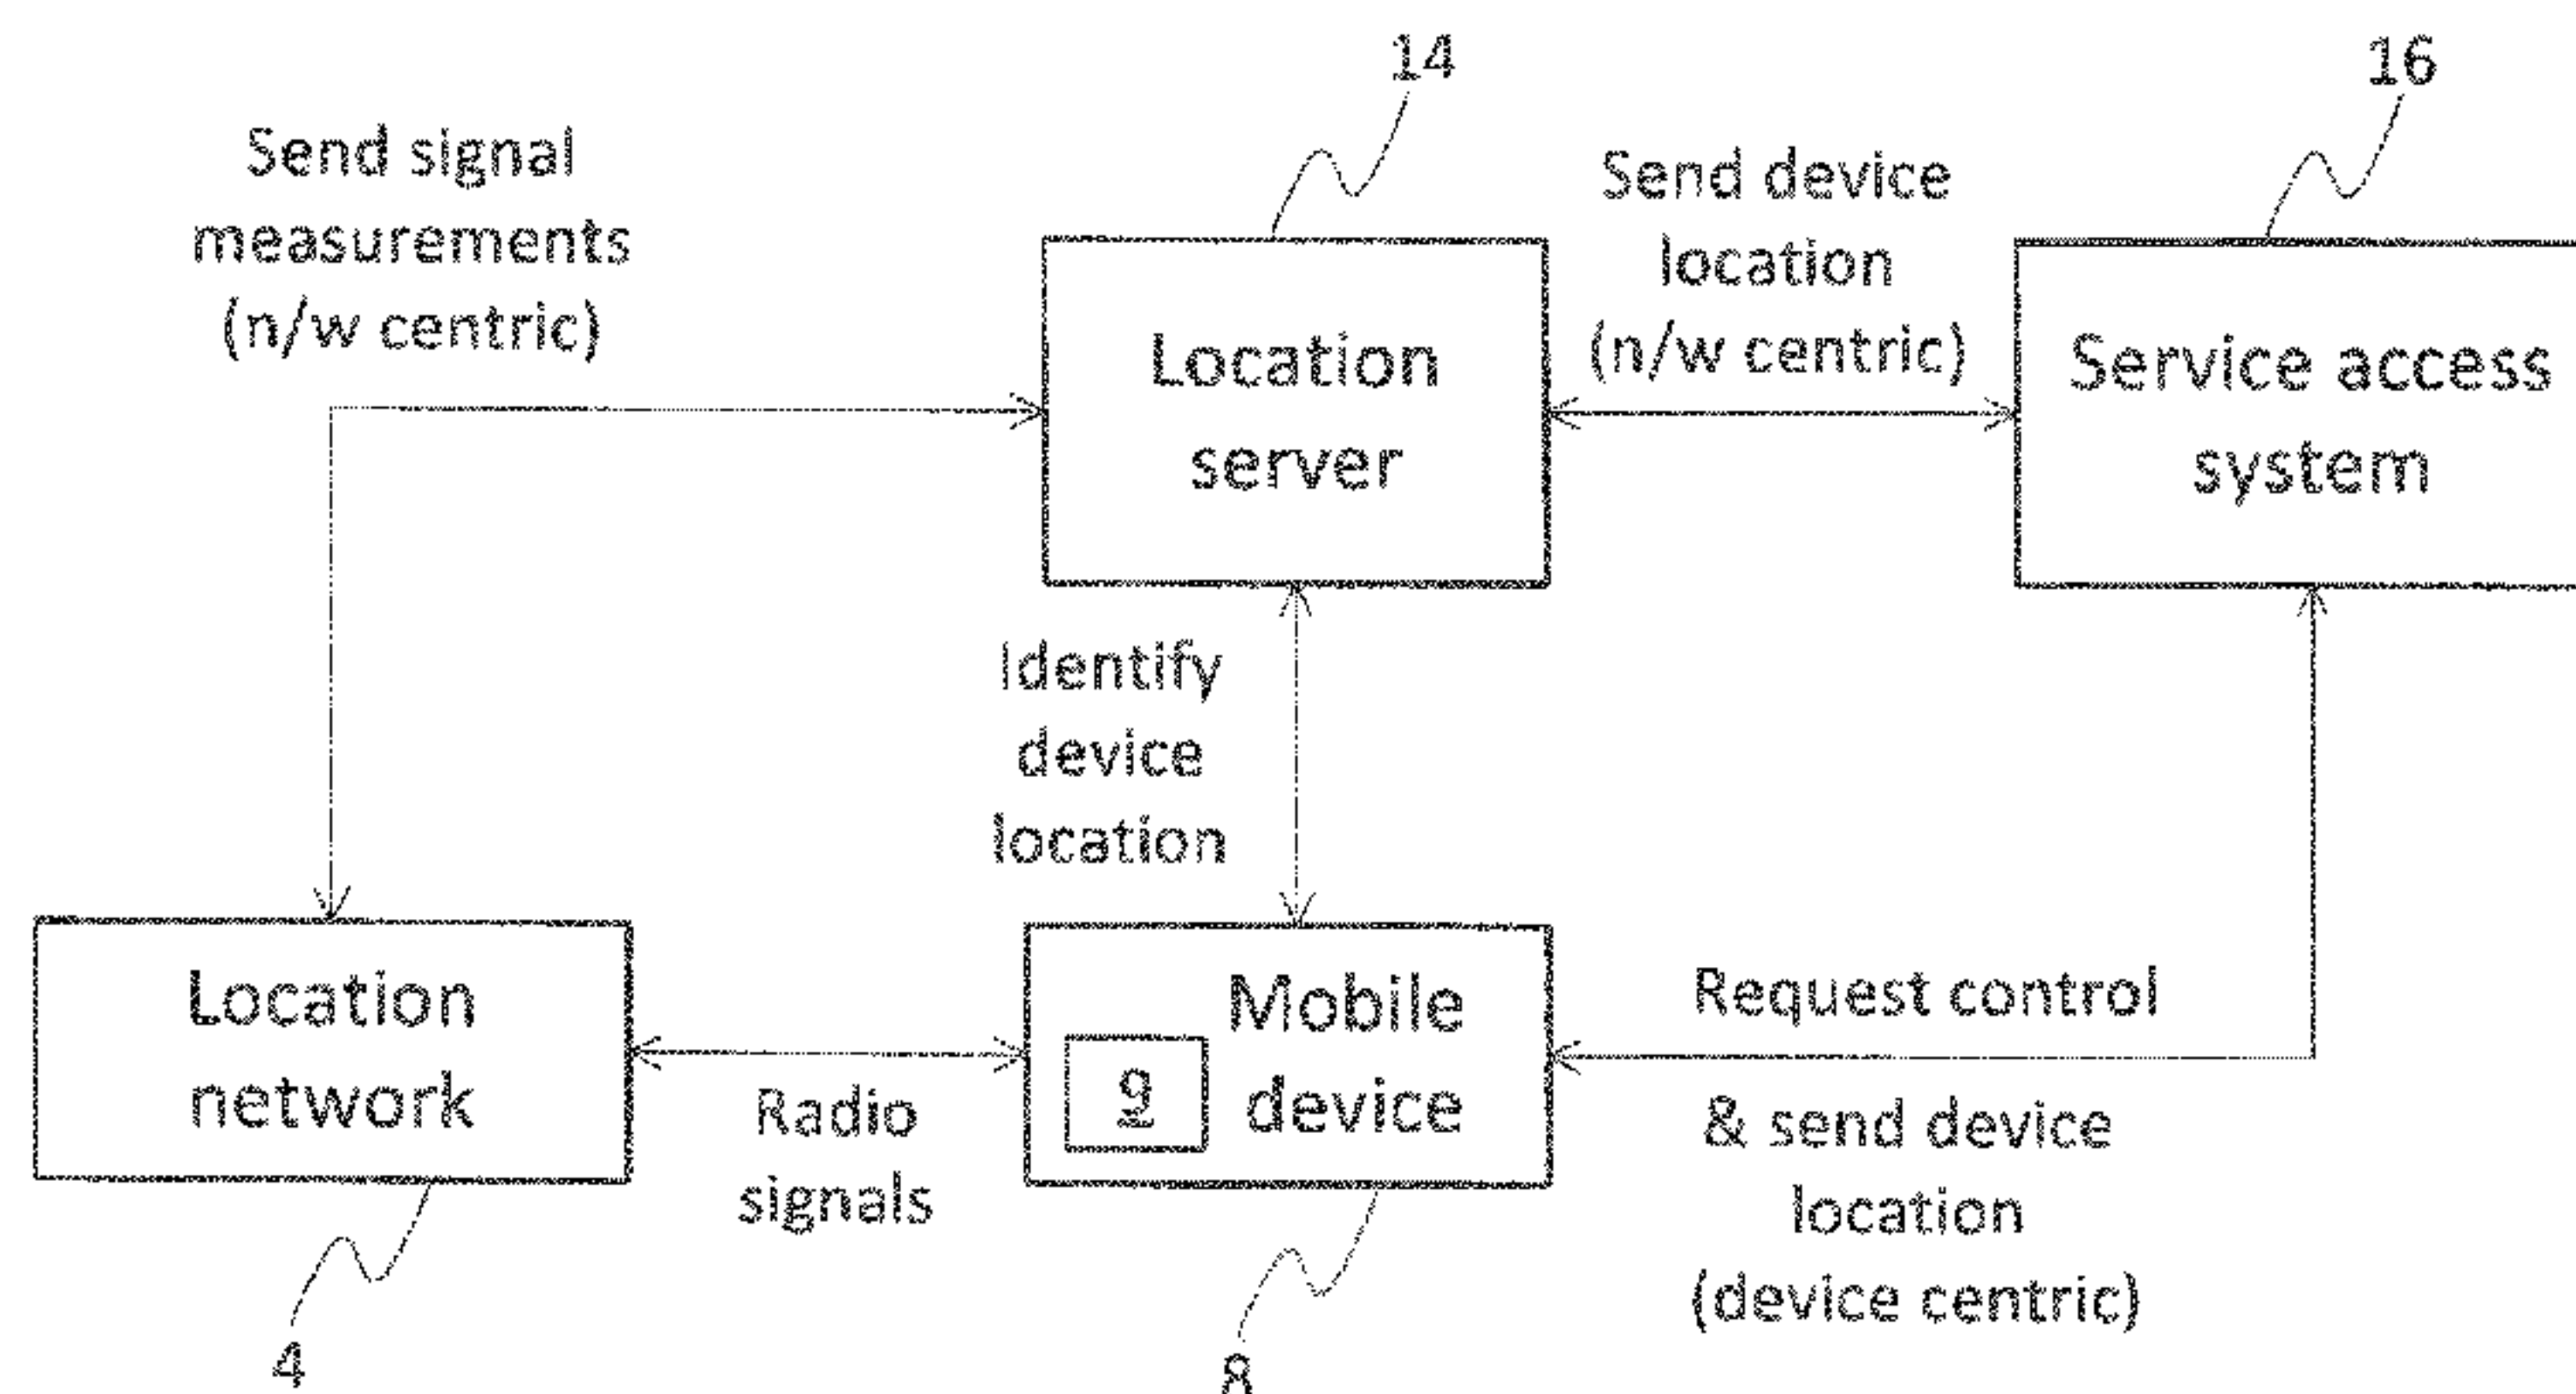 14
16
Send signal
measurements
(n/w centric)
Send device
location
(n/w centric)
Location
server
Service access
system
Identify
device
location
Location
network
Radio
signals
Mobile
device
9
Request control
& send device
location
(device centric)
4
8